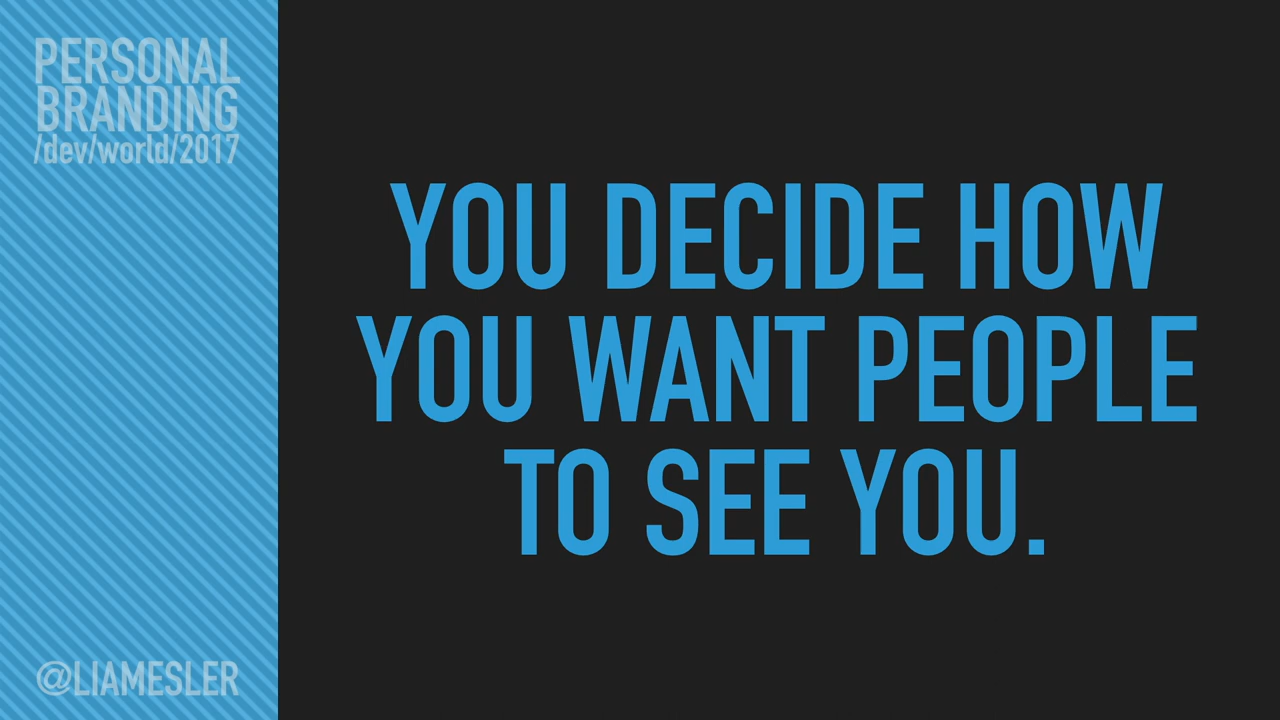 PERSONAL
BRANDING
/dev/world/2017
YOU DECIDE HOW
YOU WANT PEOPLE
TO SEE YOU.
@LIAMESLER